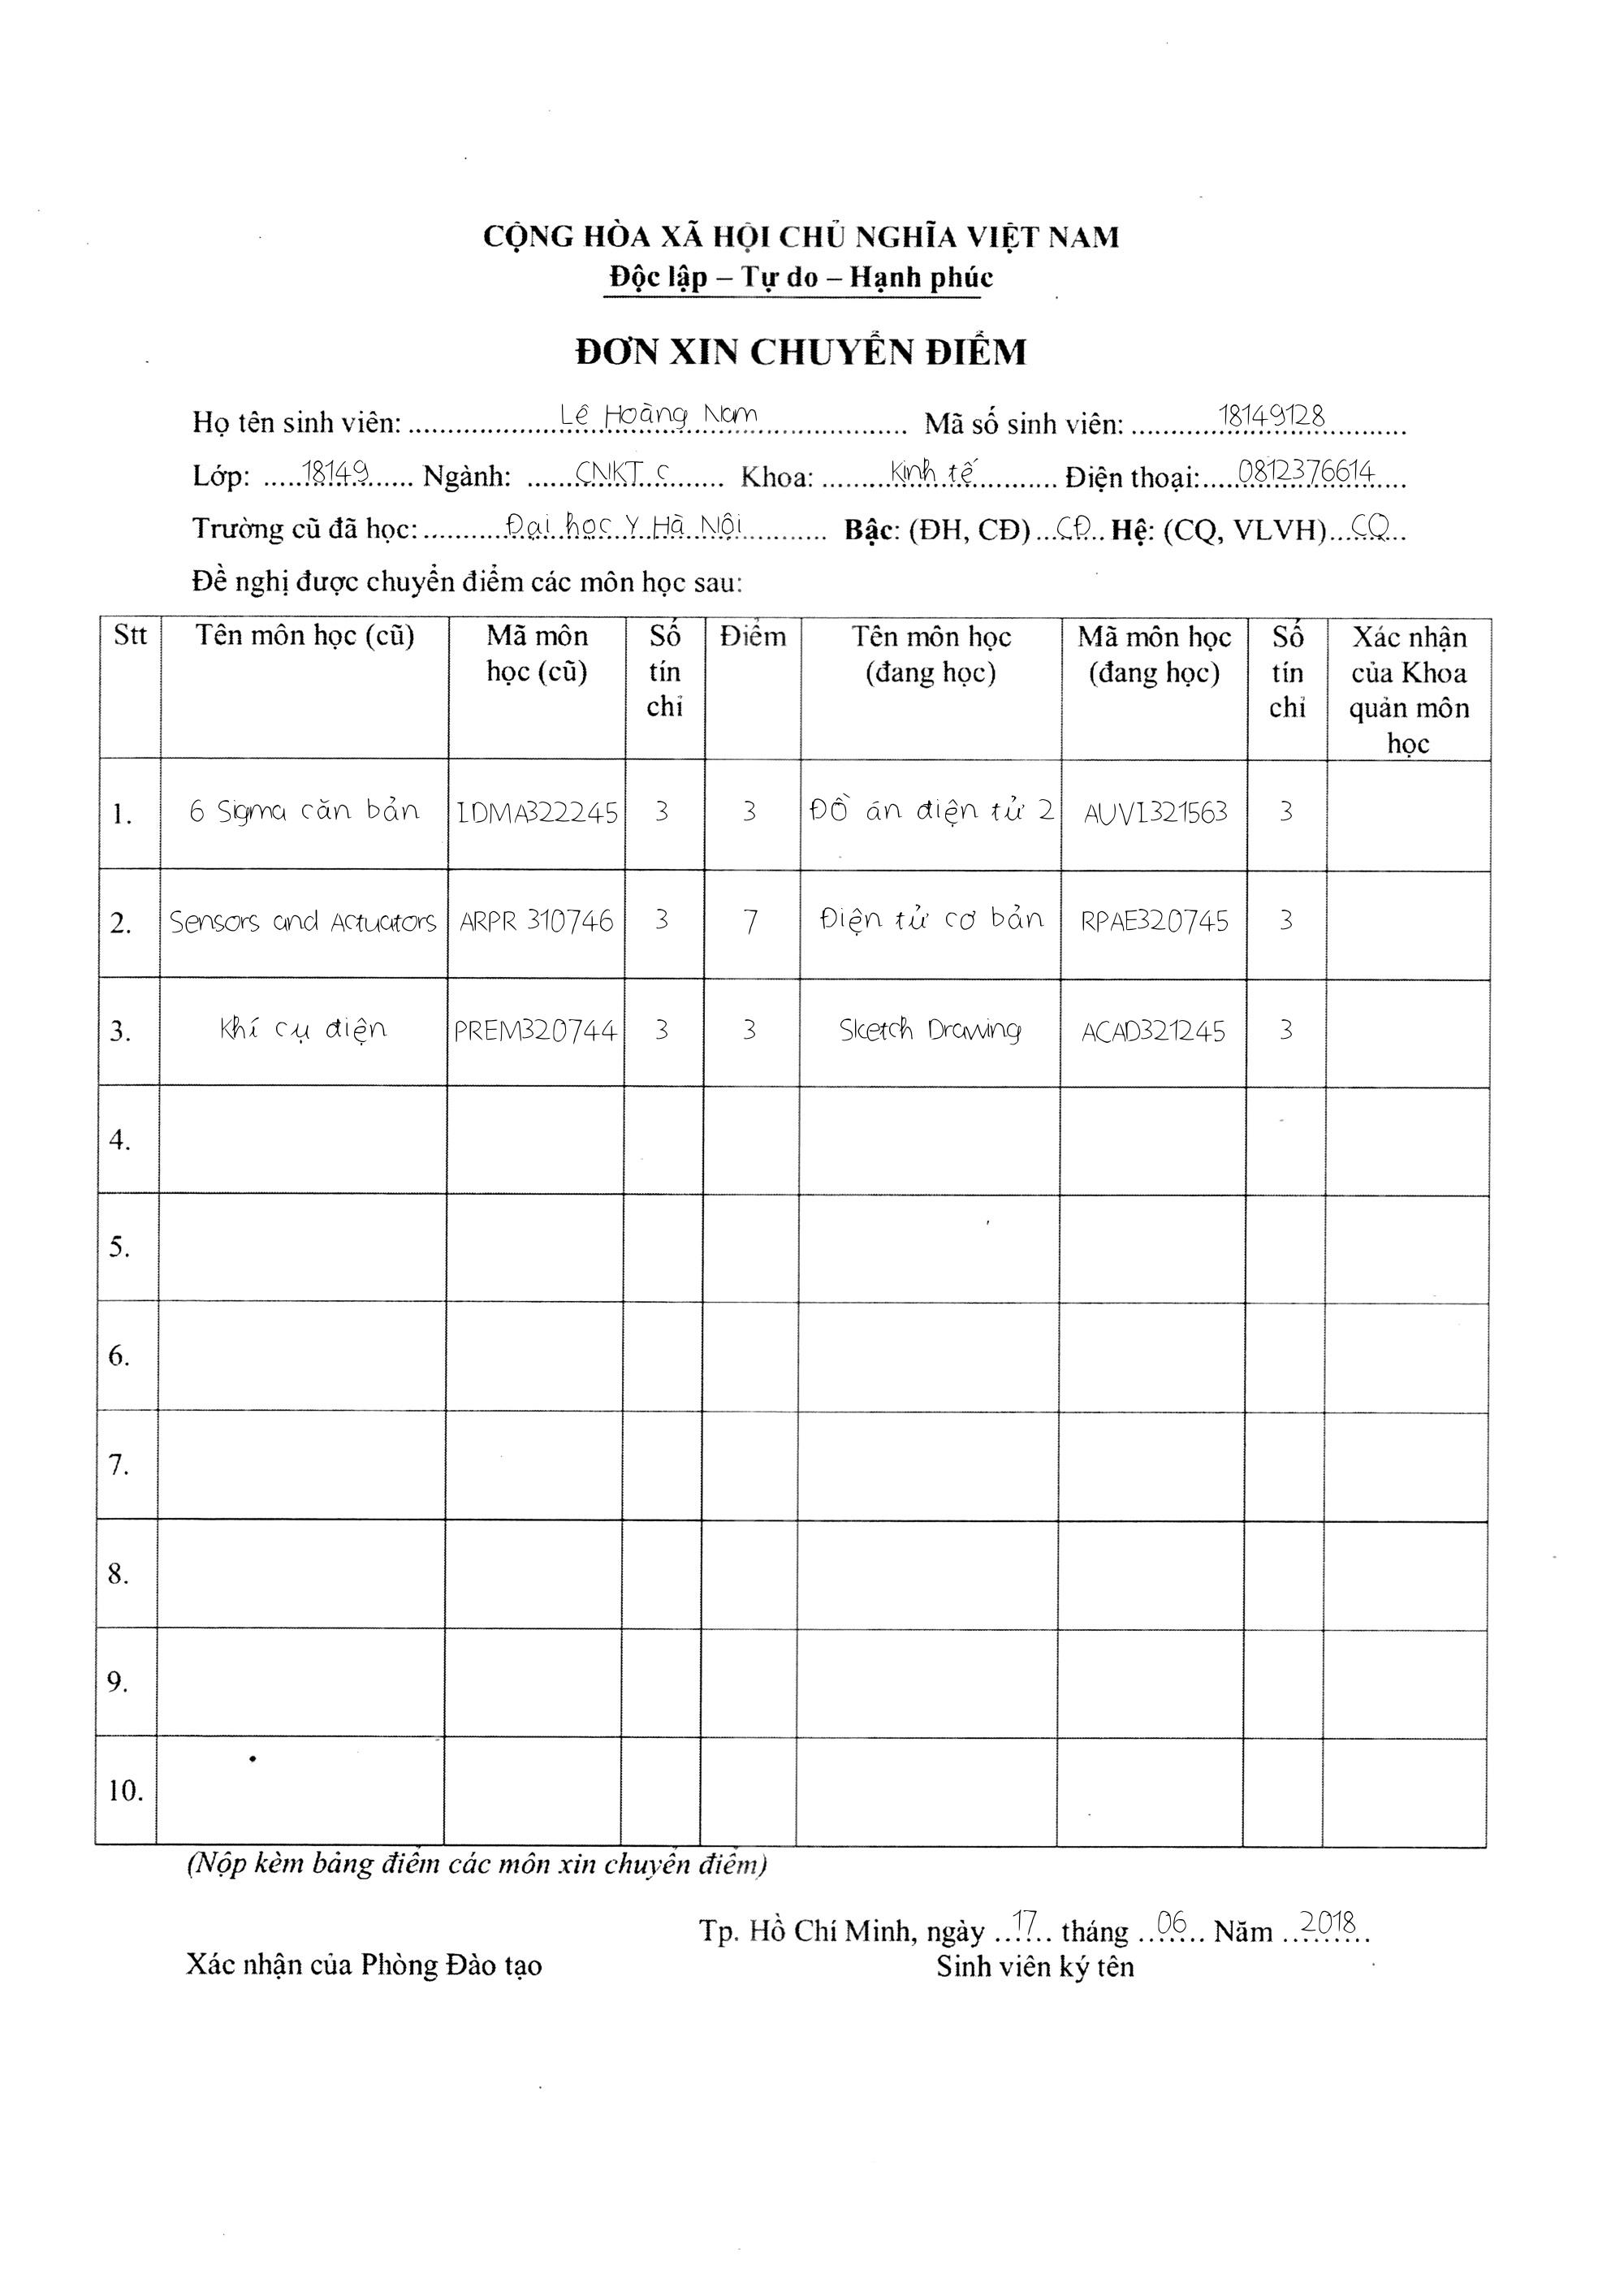 CỘNG HÒA XÃ HỘI CHỦ NGHĨA VIỆT NAM
Độc lập – Tự do – Hạnh phúc
ĐƠN XIN CHUYỂN ĐIỂM
Họ tên sinh viên: Lê Hoàng Nam Mã số sinh viên: 18149128
Lớp: 18149 Ngành: CNKT c Khoa: Kinh tế Điện thoại: 0812376614
Trường cũ đã học: Đại học Y Hà Nội Bậc: (ĐH, CĐ) CĐ Hệ: (CQ, VLVH) CQ
Đề nghị được chuyển điểm các môn học sau:
Stt Tên môn học (cũ) Mã môn học (cũ) Số tín chỉ Điểm Tên môn học (đang học) Mã môn học (đang học) Số tín chỉ Xác nhận của Khoa quản môn học
1. 6 Sigma căn bản IDMA322245 3 3 Đồ án điện tử 2 AUVI321563 3
2. Sensors and Actuators ARPR 310746 3 7 Điện tử cơ bản RPAE320745 3
3. Khí cụ điện PREM320744 3 3 Sketch Drawing ACAD321245 3
4.
5.
6.
7.
8.
9.
10.
(Nộp kèm bảng điểm các môn xin chuyển điểm)
Tp. Hồ Chí Minh, ngày 17 tháng 06 Năm 2018
Xác nhận của Phòng Đào tạo Sinh viên ký tên